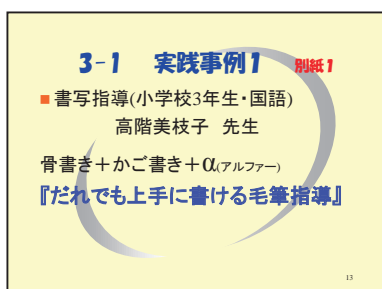 3-1 実践事例1 別紙1
■書写指導(小学校3年生・国語)
高階美枝子 先生
骨書き+かご書き+α(アルファー)
『だれでも上手に書ける毛筆指導』
13